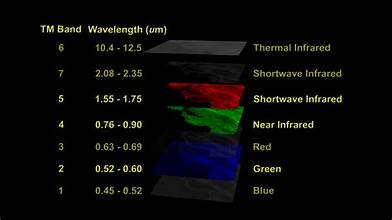 TM Band Wavelength (um)
6 10.4 - 12.5 Thermal Infrared
7 2.08 - 2.35 Shortwave Infrared
5 1.55 - 1.75 Shortwave Infrared
4 0.76 - 0.90 Near Infrared
3 0.63 - 0.69 Red
2 0.52 - 0.60 Green
1 0.45 - 0.52 Blue